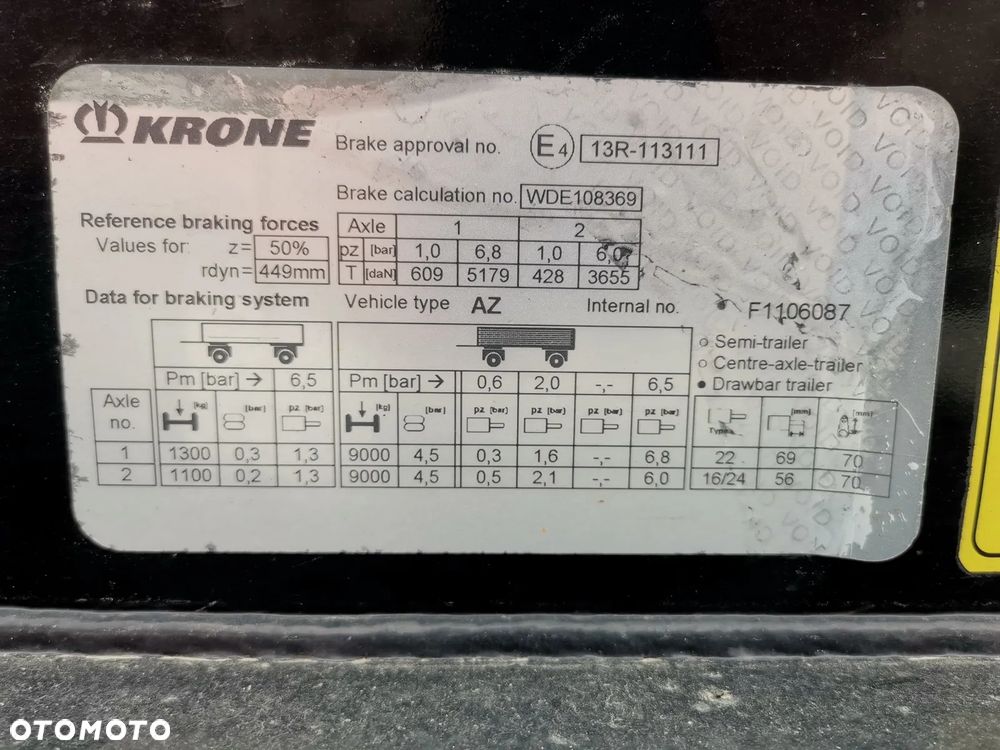 KRONE
Brake approval no. E4 13R-113111
Brake calculation no. WDE108369
Reference braking forces
Values for: z= 50%
rdyn= 449mm
Axle 1 2
pz [bar] 1,0 6,8 1,0 6,0
T [daN] 609 5179 428 3655
Data for braking system Vehicle type AZ Internal no. F1106087
Semi-trailer
Centre-axle-trailer
Drawbar trailer
Pm [bar] → 6,5 Pm [bar] → 0,6 2,0 -,- 6,5
Axle no. [kg] [bar] pz [bar] [kg] [bar] pz [bar] pz [bar] pz [bar] pz [bar] Type [mm] [mm]
1 1300 0,3 1,3 9000 4,5 0,3 1,6 -,- 6,8 22 69 70
2 1100 0,2 1,3 9000 4,5 0,5 2,1 -,- 6,0 16/24 56 70
VOID VOID VOID VOID
OTOMOTO